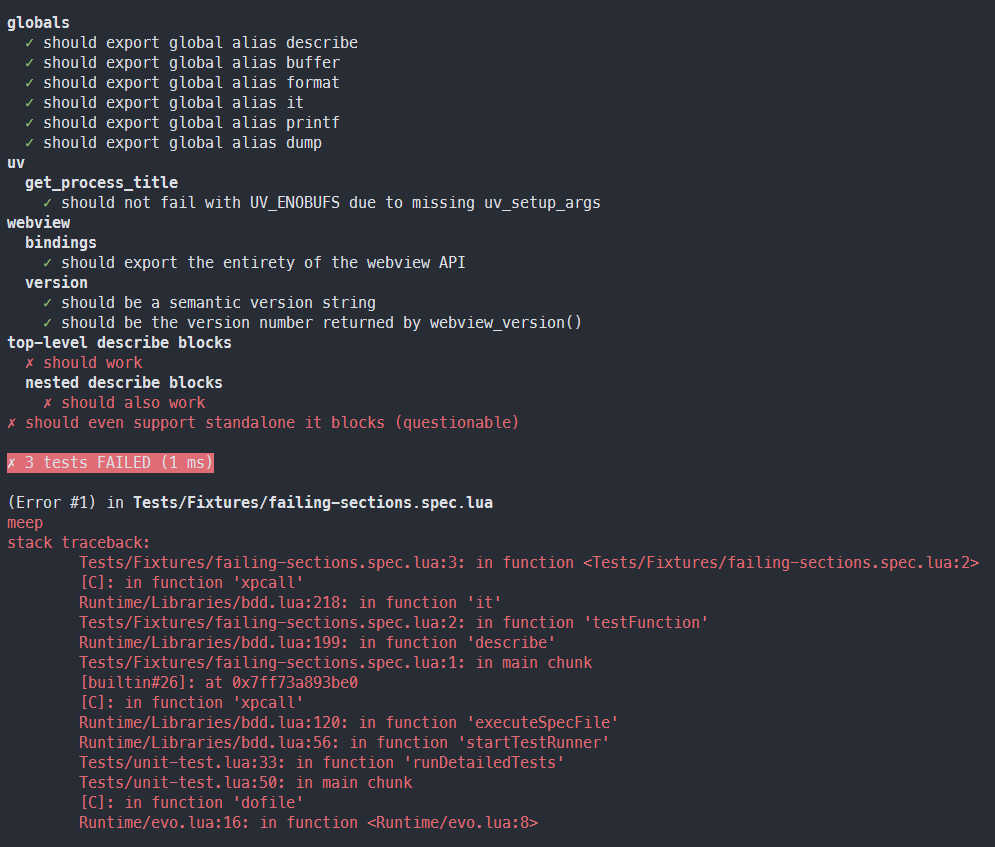 globals
✓ should export global alias describe
✓ should export global alias buffer
✓ should export global alias format
✓ should export global alias it
✓ should export global alias printf
✓ should export global alias dump
uv
get_process_title
✓ should not fail with UV_ENOBUFS due to missing uv_setup_args
webview
bindings
✓ should export the entirety of the webview API
version
✓ should be a semantic version string
✓ should be the version number returned by webview_version()
top-level describe blocks
✗ should work
nested describe blocks
✗ should also work
✗ should even support standalone it blocks (questionable)
✗ 3 tests FAILED (1 ms)
(Error #1) in Tests/Fixtures/failing-sections.spec.lua
meep
stack traceback:
Tests/Fixtures/failing-sections.spec.lua:3: in function <Tests/Fixtures/failing-sections.spec.lua:2>
[C]: in function 'xpcall'
Runtime/Libraries/bdd.lua:218: in function 'it'
Tests/Fixtures/failing-sections.spec.lua:2: in function 'testFunction'
Runtime/Libraries/bdd.lua:199: in function 'describe'
Tests/Fixtures/failing-sections.spec.lua:1: in main chunk
[builtin#26]: at 0x7ff73a893be0
[C]: in function 'xpcall'
Runtime/Libraries/bdd.lua:120: in function 'executeSpecFile'
Runtime/Libraries/bdd.lua:56: in function 'startTestRunner'
Tests/unit-test.lua:33: in function 'runDetailedTests'
Tests/unit-test.lua:50: in main chunk
[C]: in function 'dofile'
Runtime/evo.lua:16: in function <Runtime/evo.lua:8>